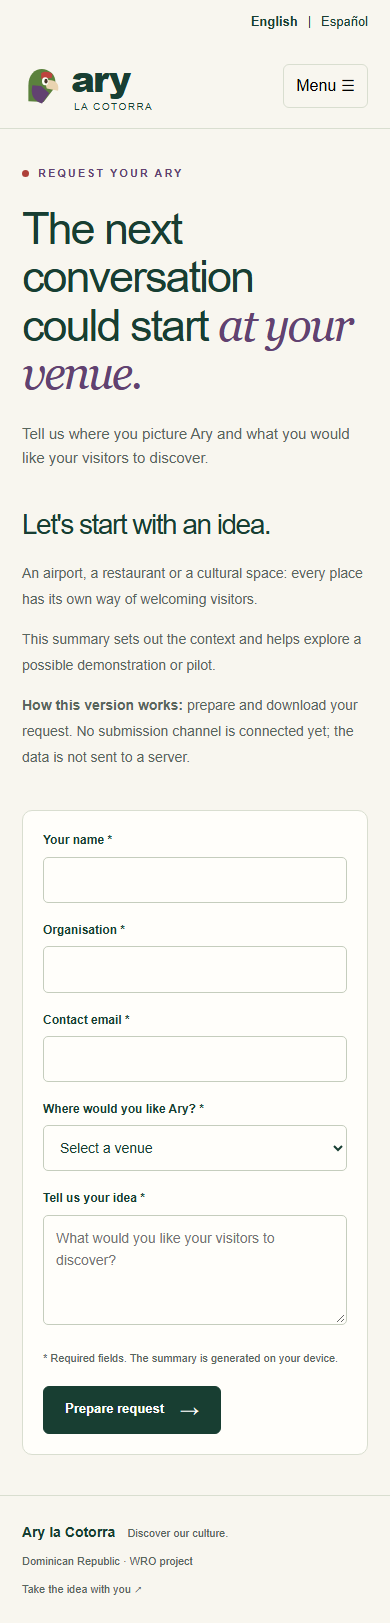 English | Español
ary
LA COTORRA
Menu ☰
REQUEST YOUR ARY
The next
conversation
could start at your
venue.
Tell us where you picture Ary and what you would
like your visitors to discover.
Let's start with an idea.
An airport, a restaurant or a cultural space: every place
has its own way of welcoming visitors.
This summary sets out the context and helps explore a
possible demonstration or pilot.
How this version works: prepare and download your
request. No submission channel is connected yet; the
data is not sent to a server.
Your name *
Organisation *
Contact email *
Where would you like Ary? *
Select a venue
Tell us your idea *
What would you like your visitors to
discover?
* Required fields. The summary is generated on your device.
Prepare request →
Ary la Cotorra Discover our culture.
Dominican Republic · WRO project
Take the idea with you ↗